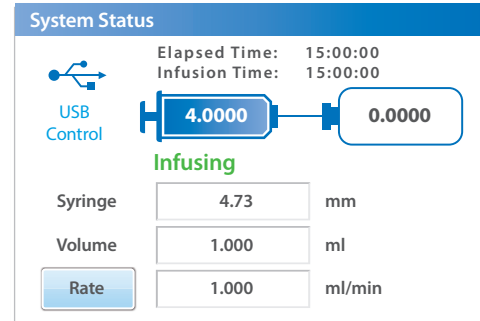 System Status
Elapsed Time: 15:00:00
Infusion Time: 15:00:00
USB
Control
4.0000 0.0000
Infusing
Syringe 4.73 mm
Volume 1.000 ml
Rate 1.000 ml/min